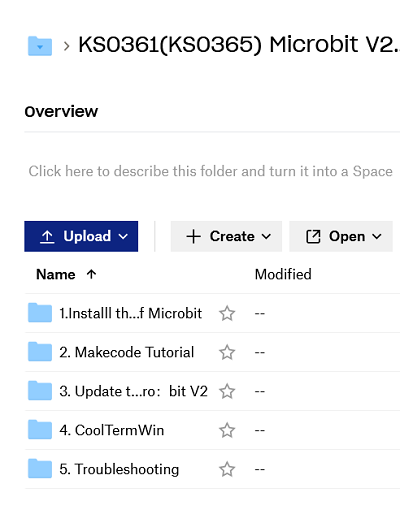 KS0361(KS0365) Microbit V2..
Overview
Click here to describe this folder and turn it into a Space
Upload Create Open
Name Modified
1.Installl th...f Microbit --
2. Makecode Tutorial --
3. Update t...ro：bit V2 --
4. CoolTermWin --
5. Troubleshooting --